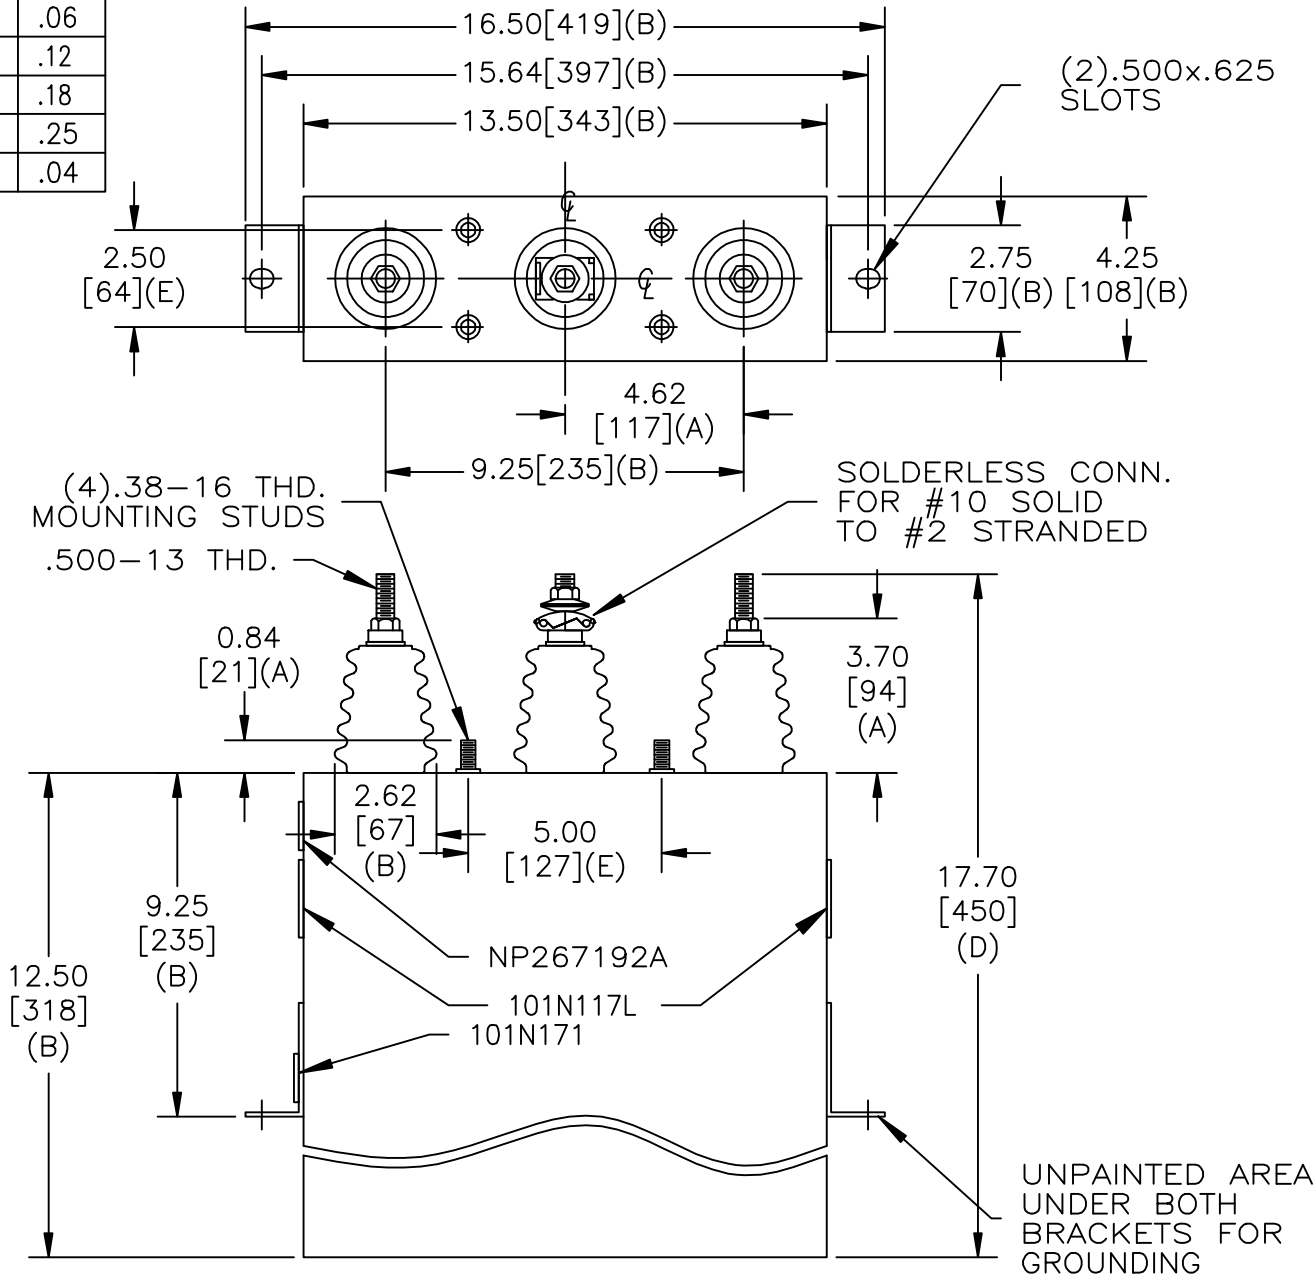 .06
.12
.18
.25
.04
16.50[419](B)
15.64[397](B)
13.50[343](B)
(2).500x.625
SLOTS
2.50
[64](E)
CL
CL
2.75
[70](B)
4.25
[108](B)
4.62
[117](A)
9.25[235](B)
(4).38-16 THD.
MOUNTING STUDS
.500-13 THD.
SOLDERLESS CONN.
FOR #10 SOLID
TO #2 STRANDED
0.84
[21](A)
3.70
[94]
(A)
2.62
[67]
(B)
5.00
[127](E)
9.25
[235]
(B)
12.50
[318]
(B)
17.70
[450]
(D)
NP267192A
101N117L
101N171
UNPAINTED AREA
UNDER BOTH
BRACKETS FOR
GROUNDING